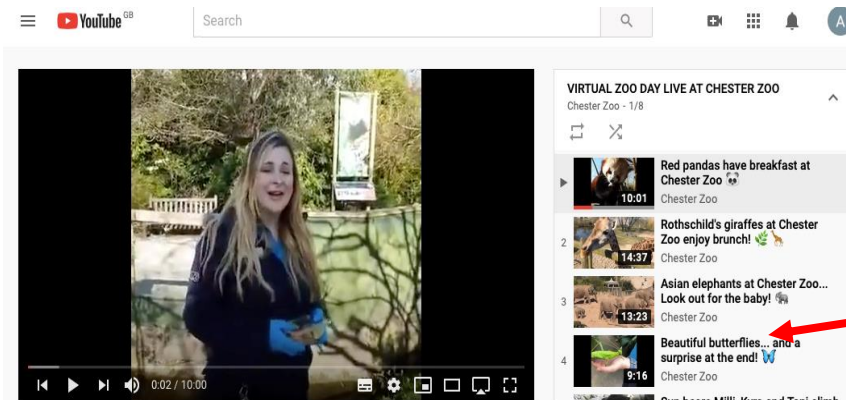 YouTube GB
Search
A
VIRTUAL ZOO DAY LIVE AT CHESTER ZOO
Chester Zoo - 1/8
Red pandas have breakfast at
Chester Zoo 🐼
10:01
Chester Zoo
2
Rothschild's giraffes at Chester
Zoo enjoy brunch! 🌿🦒
14:37
Chester Zoo
3
Asian elephants at Chester Zoo...
Look out for the baby! 🐘
13:23
Chester Zoo
4
Beautiful butterflies... and a
surprise at the end! 🦋
9:16
Chester Zoo
0:02 / 10:00